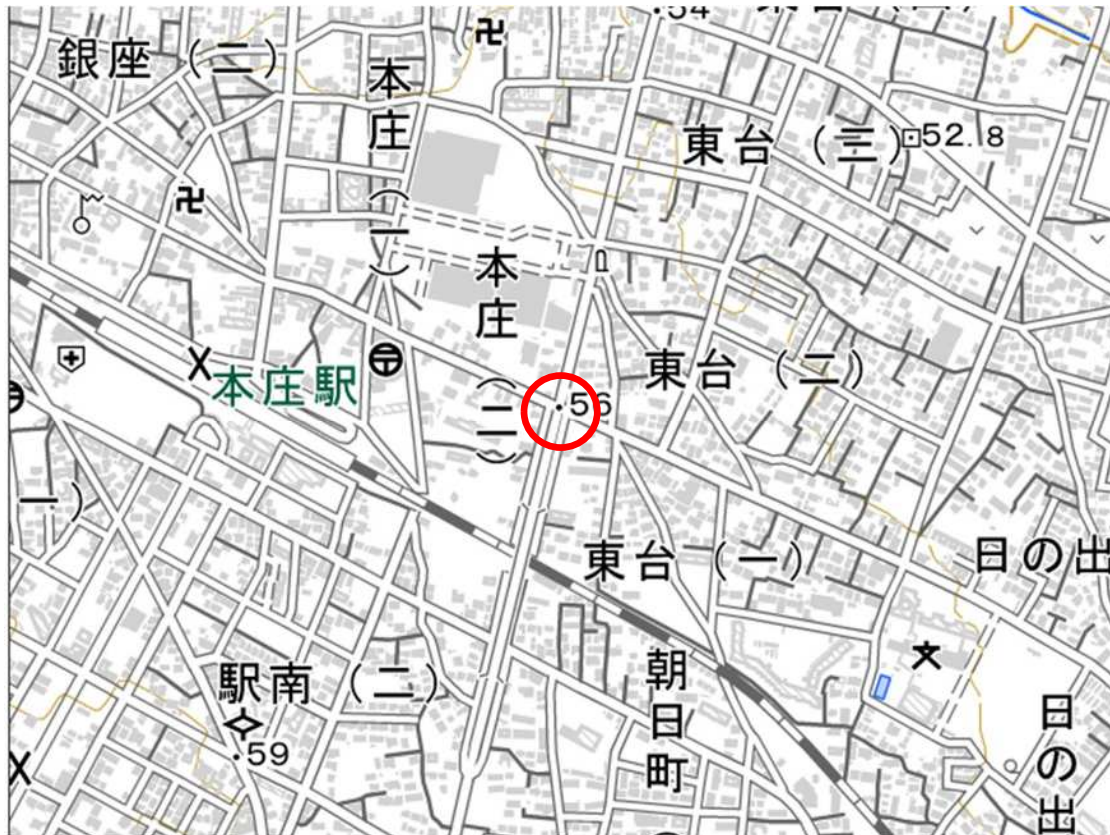 54
銀座（二）
本庄（一）
東台（三）
52.8
本庄（二）
東台（二）
本庄駅
56
一）
東台（一）
日の出
駅南（二）
59
朝日町
日の出